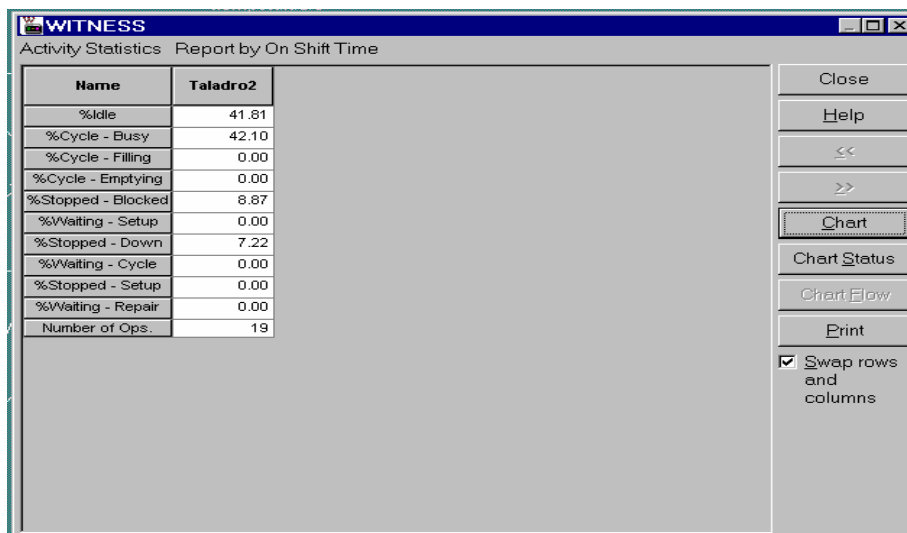 WITNESS
Activity Statistics Report by On Shift Time
Name Taladro2
%Idle 41.81
%Cycle - Busy 42.10
%Cycle - Filling 0.00
%Cycle - Emptying 0.00
%Stopped - Blocked 8.87
%Waiting - Setup 0.00
%Stopped - Down 7.22
%Waiting - Cycle 0.00
%Stopped - Setup 0.00
%Waiting - Repair 0.00
Number of Ops. 19
Close
Help
<<
>>
Chart
Chart Status
Chart Flow
Print
Swap rows
and
columns